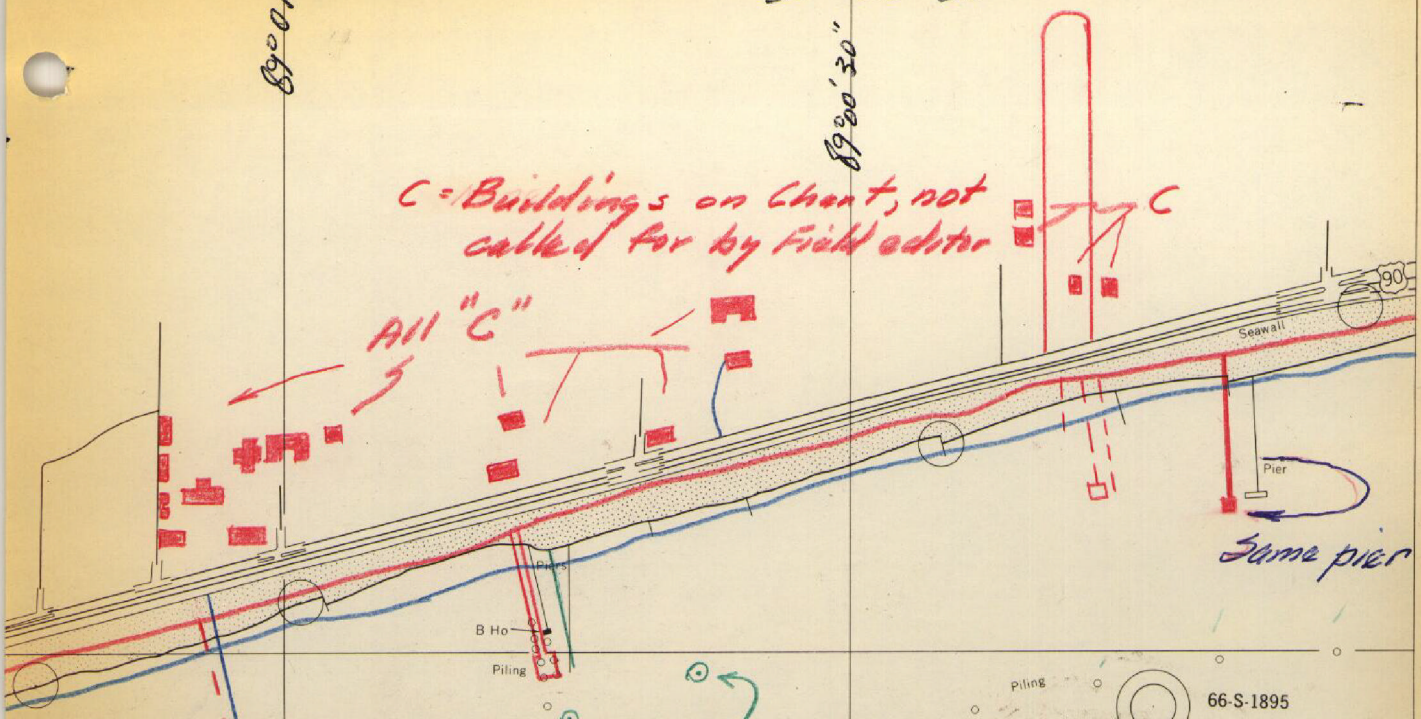 89° 01
89° 00' 30"
C = Buildings on Chart, not
called for by Field editor
C
All "C"
90
Seawall
Pier
Same pier
Piers
B Ho
Piling
Piling
66-S-1895